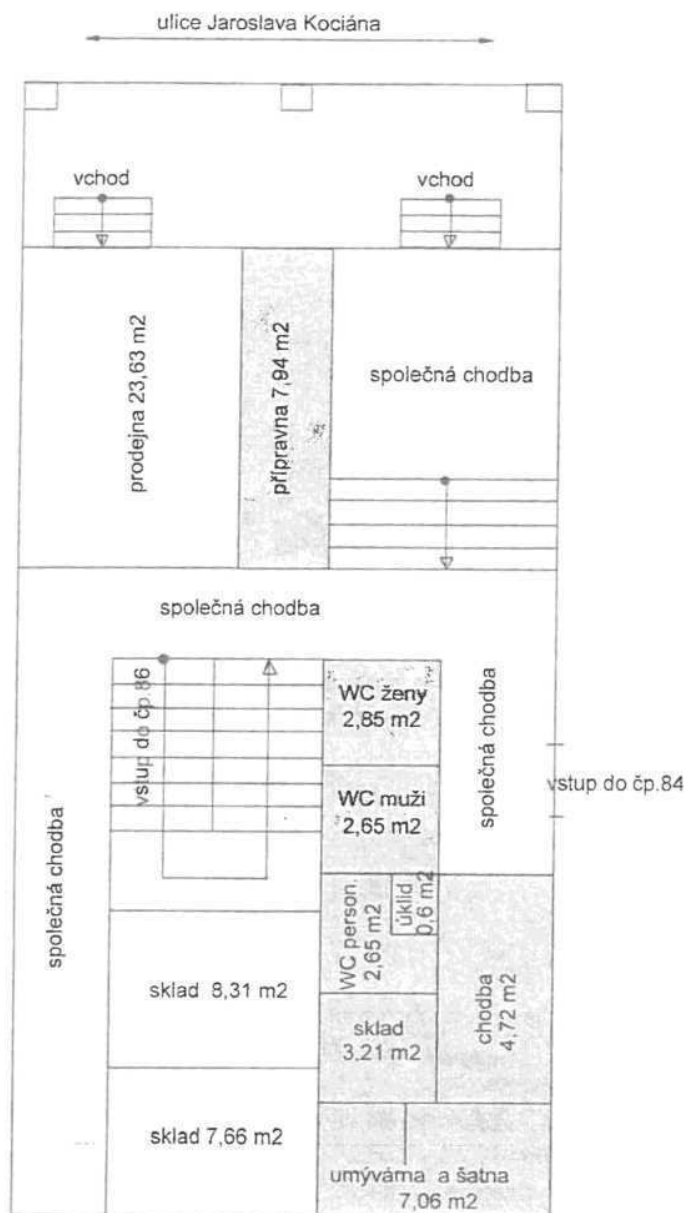 ulice Jaroslava Kociána
vchod
vchod
prodejna 23,63 m2
přípravna 7,94 m2
společná chodba
společná chodba
vstup do čp.86
WC ženy
2,85 m2
společná chodba
vstup do čp.84
WC muži
2,65 m2
společná chodba
WC person.
2,65 m2
úklid
0,6 m2
chodba
4,72 m2
sklad 8,31 m2
sklad
3,21 m2
sklad 7,66 m2
umývárna a šatna
7,06 m2